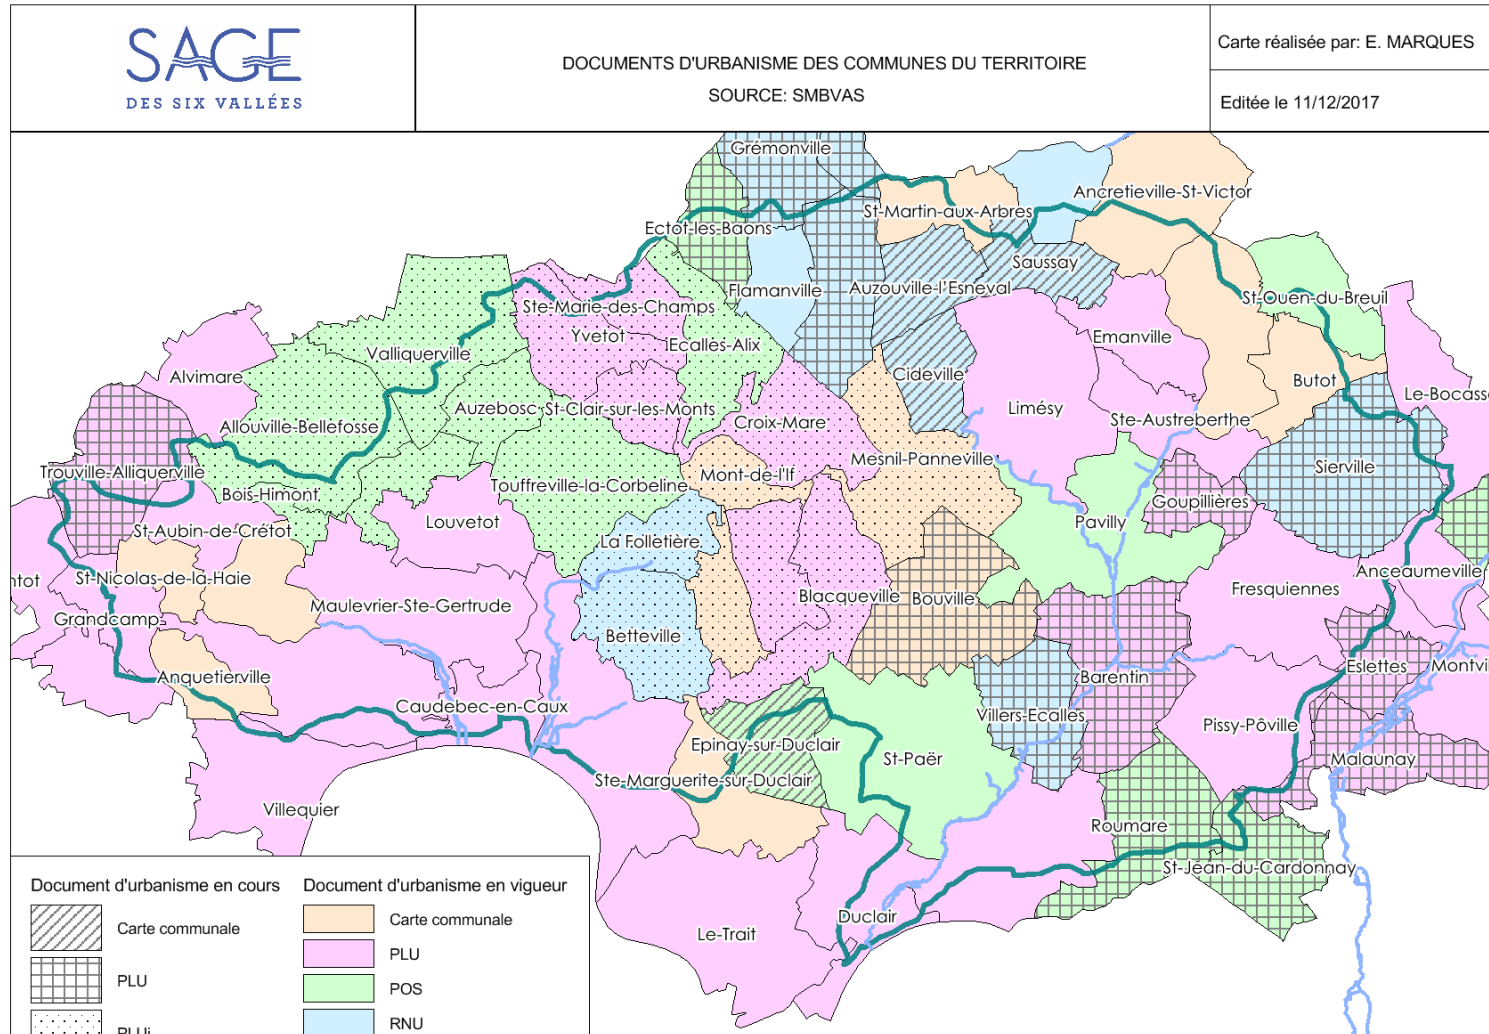 SAGE
DES SIX VALLÉES
DOCUMENTS D'URBANISME DES COMMUNES DU TERRITOIRE
SOURCE: SMBVAS
Carte réalisée par: E. MARQUES
Editée le 11/12/2017
Grémonville
Ancretieville-St-Victor
St-Martin-aux-Arbres
Ectot-les-Baons
Saussay
Flamanville
Auzouville-l'Esneval
St-Ouen-du-Breuil
Ste-Marie-des-Champs
Yvetot
Ecalles-Alix
Emanville
Valliquerville
Alvimare
Cideville
Butot
Le-Bocasse
Limésy
Auzebosc
St-Clair-sur-les-Monts
Croix-Mare
Ste-Austreberthe
Allouville-Bellefosse
Trouville-Alliquerville
Mesnil-Panneville
Mont-de-l'If
Sierville
Touffreville-la-Corbeline
Bois-Himont
Goupillières
Louvetot
Pavilly
St-Aubin-de-Crétot
La Folletière
Anceaumeville
ntot
St-Nicolas-de-la-Haie
Fresquiennes
Blacqueville
Bouville
Maulevrier-Ste-Gertrude
Grandcamp
Betteville
Eslettes
Montvi
Anquetierville
Barentin
Caudebec-en-Caux
Villers-Ecalles
Pissy-Pôville
Epinay-sur-Duclair
St-Paër
Malaunay
Ste-Marguerite-sur-Duclair
Villequier
Roumare
St-Jean-du-Cardonnay
Duclair
Le-Trait
Document d'urbanisme en cours
Carte communale
PLU
PLUi
Document d'urbanisme en vigueur
Carte communale
PLU
POS
RNU